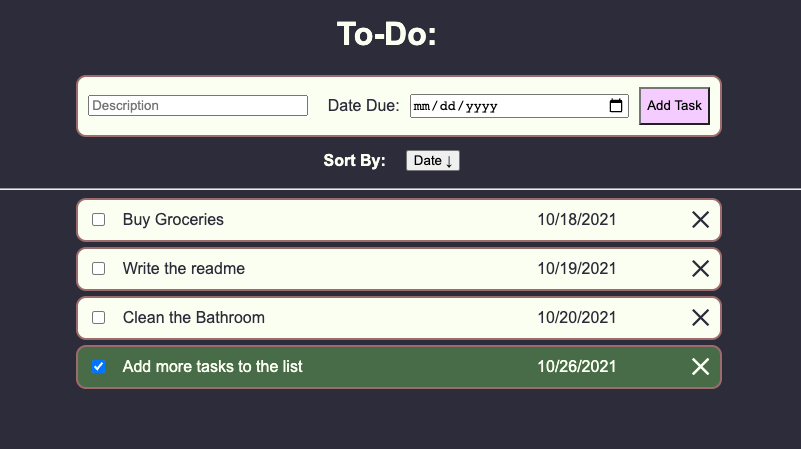 To-Do:
Description Date Due: mm/dd/yyyy Add Task
Sort By: Date ↓
Buy Groceries 10/18/2021
Write the readme 10/19/2021
Clean the Bathroom 10/20/2021
Add more tasks to the list 10/26/2021